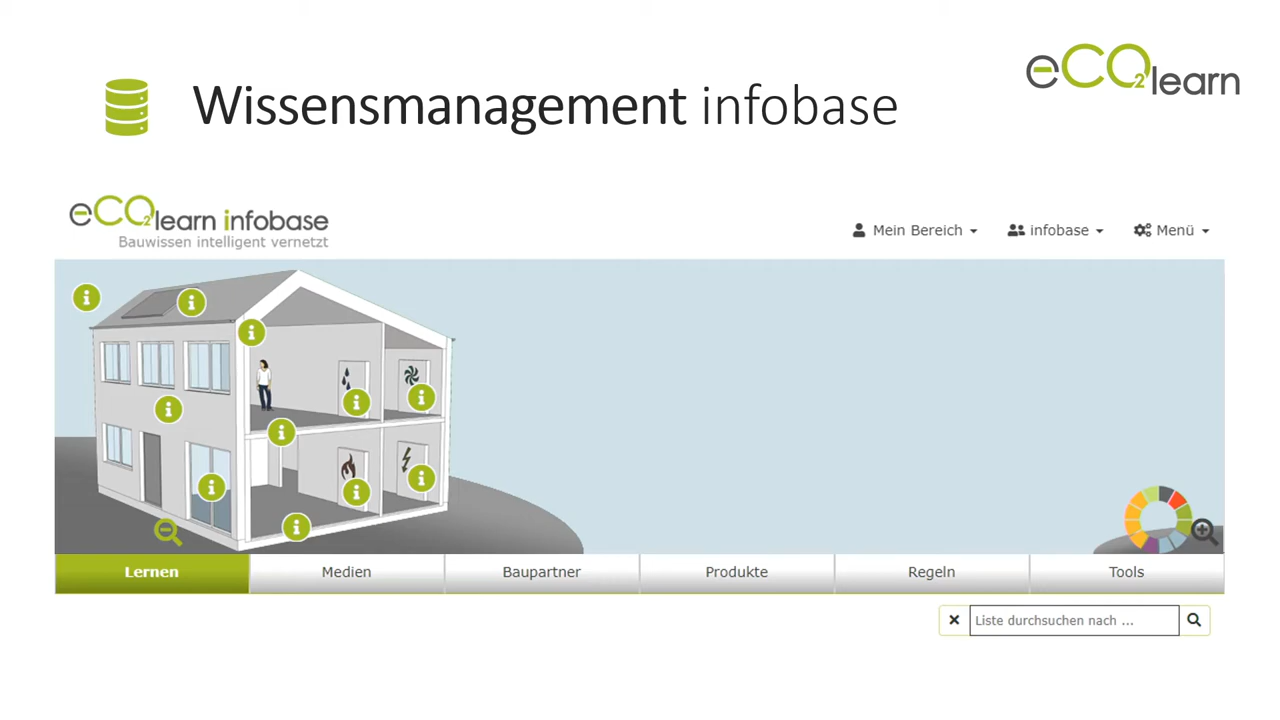 eCO2learn
Wissensmanagement infobase
eCO2learn infobase
Bauwissen intelligent vernetzt
Mein Bereich
infobase
Menü
Lernen
Medien
Baupartner
Produkte
Regeln
Tools
Liste durchsuchen nach ...